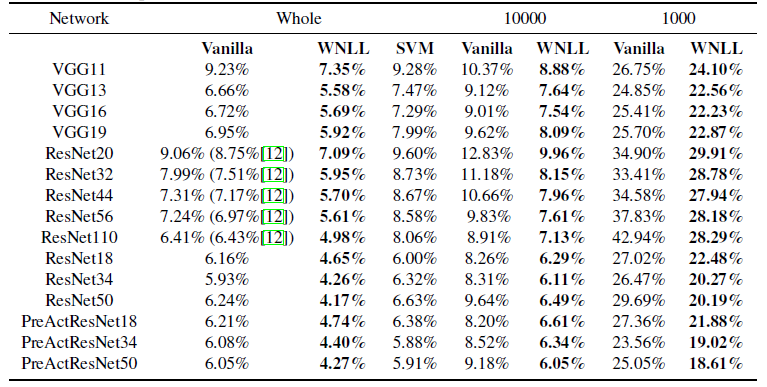 Network Whole 10000 1000
Vanilla WNLL SVM Vanilla WNLL Vanilla WNLL
VGG11 9.23% 7.35% 9.28% 10.37% 8.88% 26.75% 24.10%
VGG13 6.66% 5.58% 7.47% 9.12% 7.64% 24.85% 22.56%
VGG16 6.72% 5.69% 7.29% 9.01% 7.54% 25.41% 22.23%
VGG19 6.95% 5.92% 7.99% 9.62% 8.09% 25.70% 22.87%
ResNet20 9.06% (8.75%[12]) 7.09% 9.60% 12.83% 9.96% 34.90% 29.91%
ResNet32 7.99% (7.51%[12]) 5.95% 8.73% 11.18% 8.15% 33.41% 28.78%
ResNet44 7.31% (7.17%[12]) 5.70% 8.67% 10.66% 7.96% 34.58% 27.94%
ResNet56 7.24% (6.97%[12]) 5.61% 8.58% 9.83% 7.61% 37.83% 28.18%
ResNet110 6.41% (6.43%[12]) 4.98% 8.06% 8.91% 7.13% 42.94% 28.29%
ResNet18 6.16% 4.65% 6.00% 8.26% 6.29% 27.02% 22.48%
ResNet34 5.93% 4.26% 6.32% 8.31% 6.11% 26.47% 20.27%
ResNet50 6.24% 4.17% 6.63% 9.64% 6.49% 29.69% 20.19%
PreActResNet18 6.21% 4.74% 6.38% 8.20% 6.61% 27.36% 21.88%
PreActResNet34 6.08% 4.40% 5.88% 8.52% 6.34% 23.56% 19.02%
PreActResNet50 6.05% 4.27% 5.91% 9.18% 6.05% 25.05% 18.61%